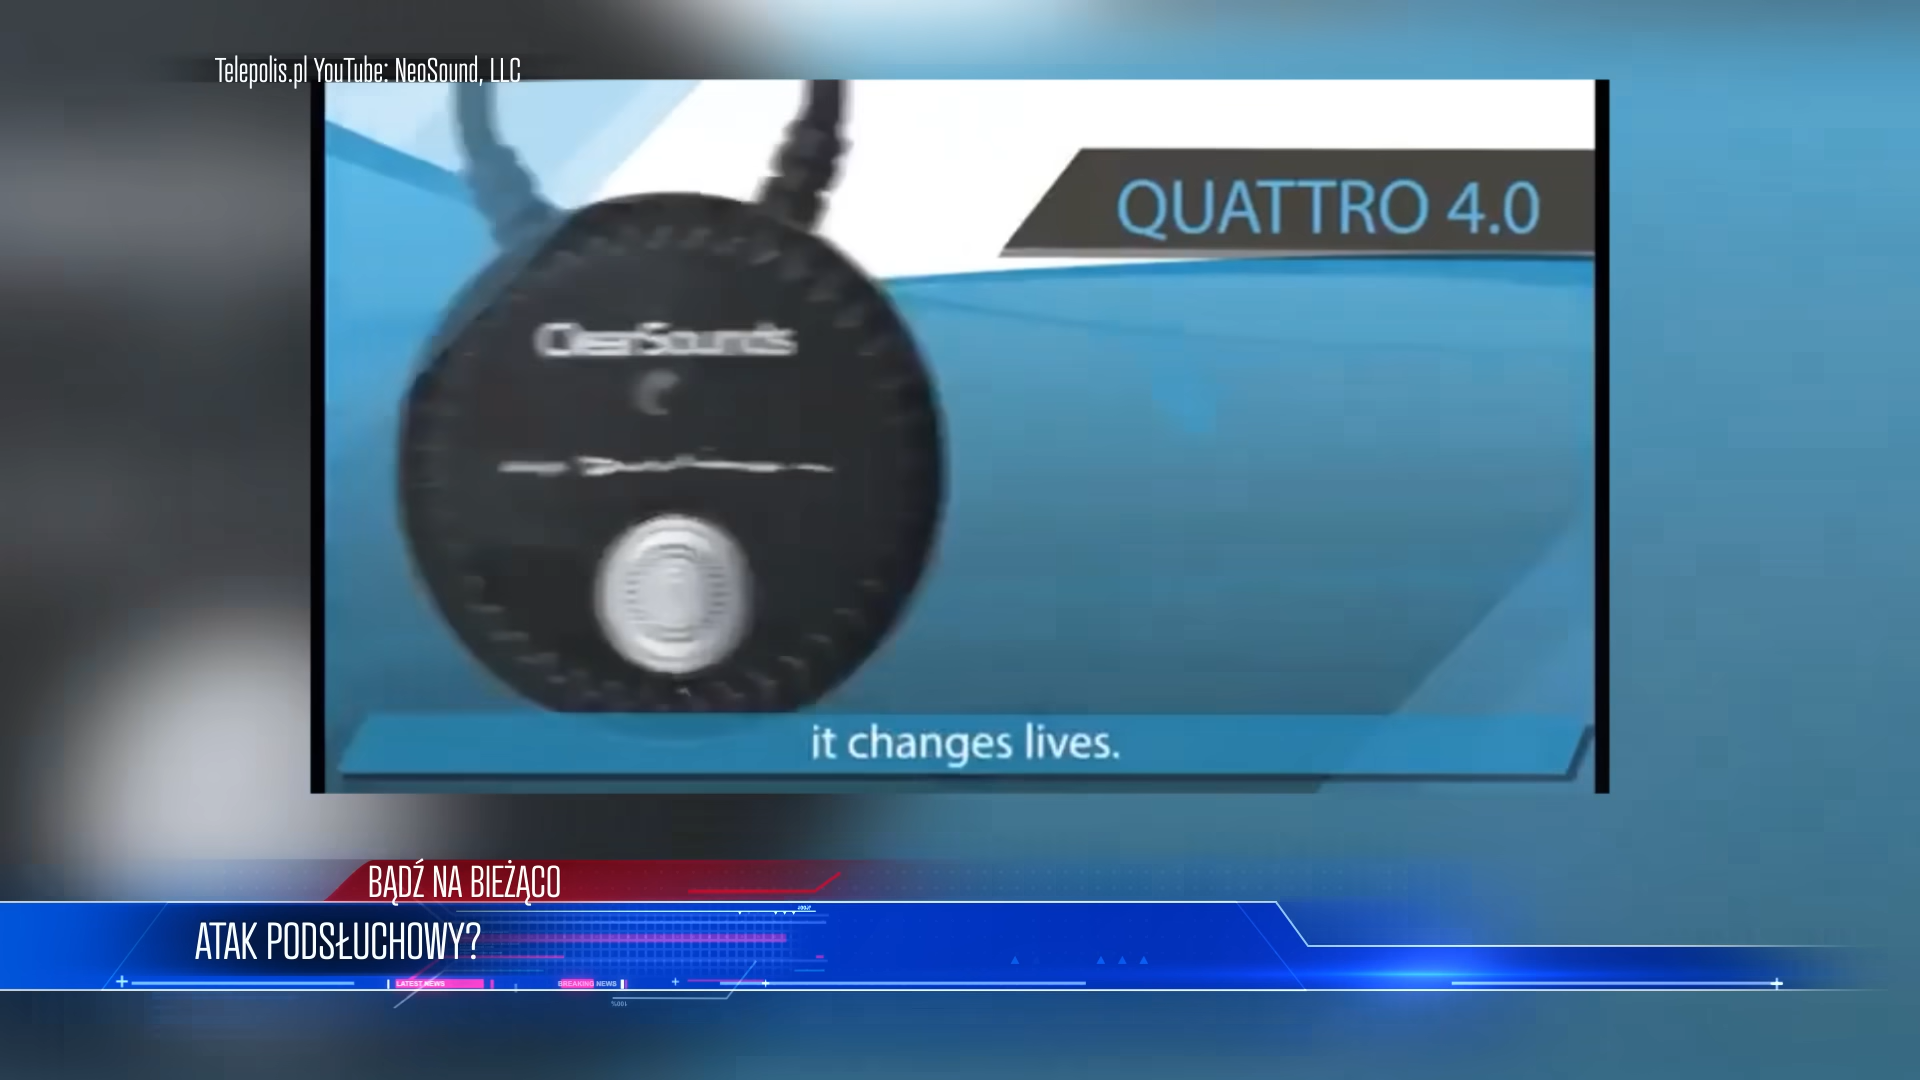 Telepolis.pl YouTube: NeoSound, LLC
QUATTRO 4.0
ClearSounds
it changes lives.
BĄDŹ NA BIEŻĄCO
ATAK PODSŁUCHOWY?
LATEST NEWS
BREAKING NEWS